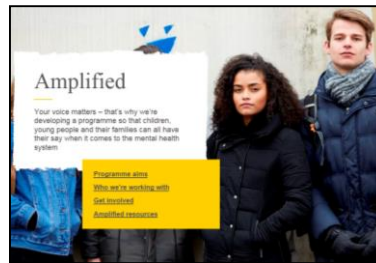 Amplified
Your voice matters – that's why we're
developing a programme so that children,
young people and their families can all have
their say when it comes to the mental health
system
Programme aims
Who we're working with
Get involved
Amplified resources